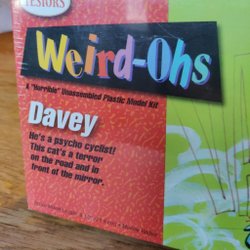 TESTORS
Weird-Ohs
A "Horrible" Unassembled Plastic Model Kit
Davey
He's a psycho cyclist!
This cat's a terror
on the road and in
front of the mirror.